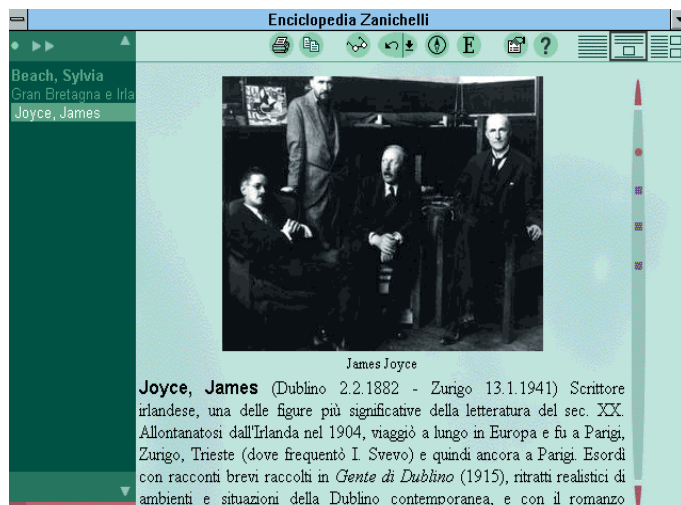 Enciclopedia Zanichelli
E
?
Beach, Sylvia
Gran Bretagna e Irla
Joyce, James
James Joyce
Joyce, James (Dublino 2.2.1882 - Zurigo 13.1.1941) Scrittore
irlandese, una delle figure più significative della letteratura del sec. XX.
Allontanatosi dall'Irlanda nel 1904, viaggiò a lungo in Europa e fu a Parigi,
Zurigo, Trieste (dove frequentò I. Svevo) e quindi ancora a Parigi. Esordì
con racconti brevi raccolti in Gente di Dublino (1915), ritratti realistici di
ambienti e situazioni della Dublino contemporanea, e con il romanzo